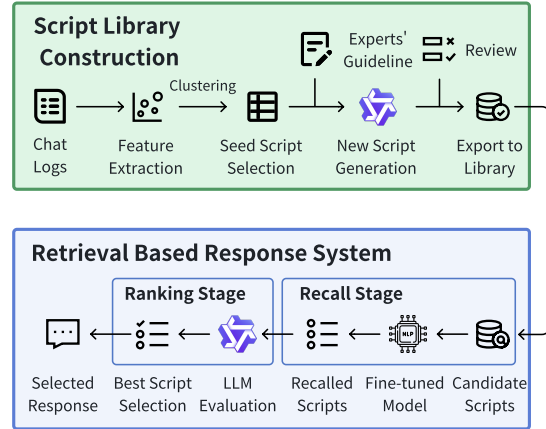 Script Library
Construction
Experts'
Guideline
Review
Clustering
Chat
Logs
Feature
Extraction
Seed Script
Selection
New Script
Generation
Export to
Library
Retrieval Based Response System
Ranking Stage
Recall Stage
NLP
Selected
Response
Best Script
Selection
LLM
Evaluation
Recalled
Scripts
Fine-tuned
Model
Candidate
Scripts